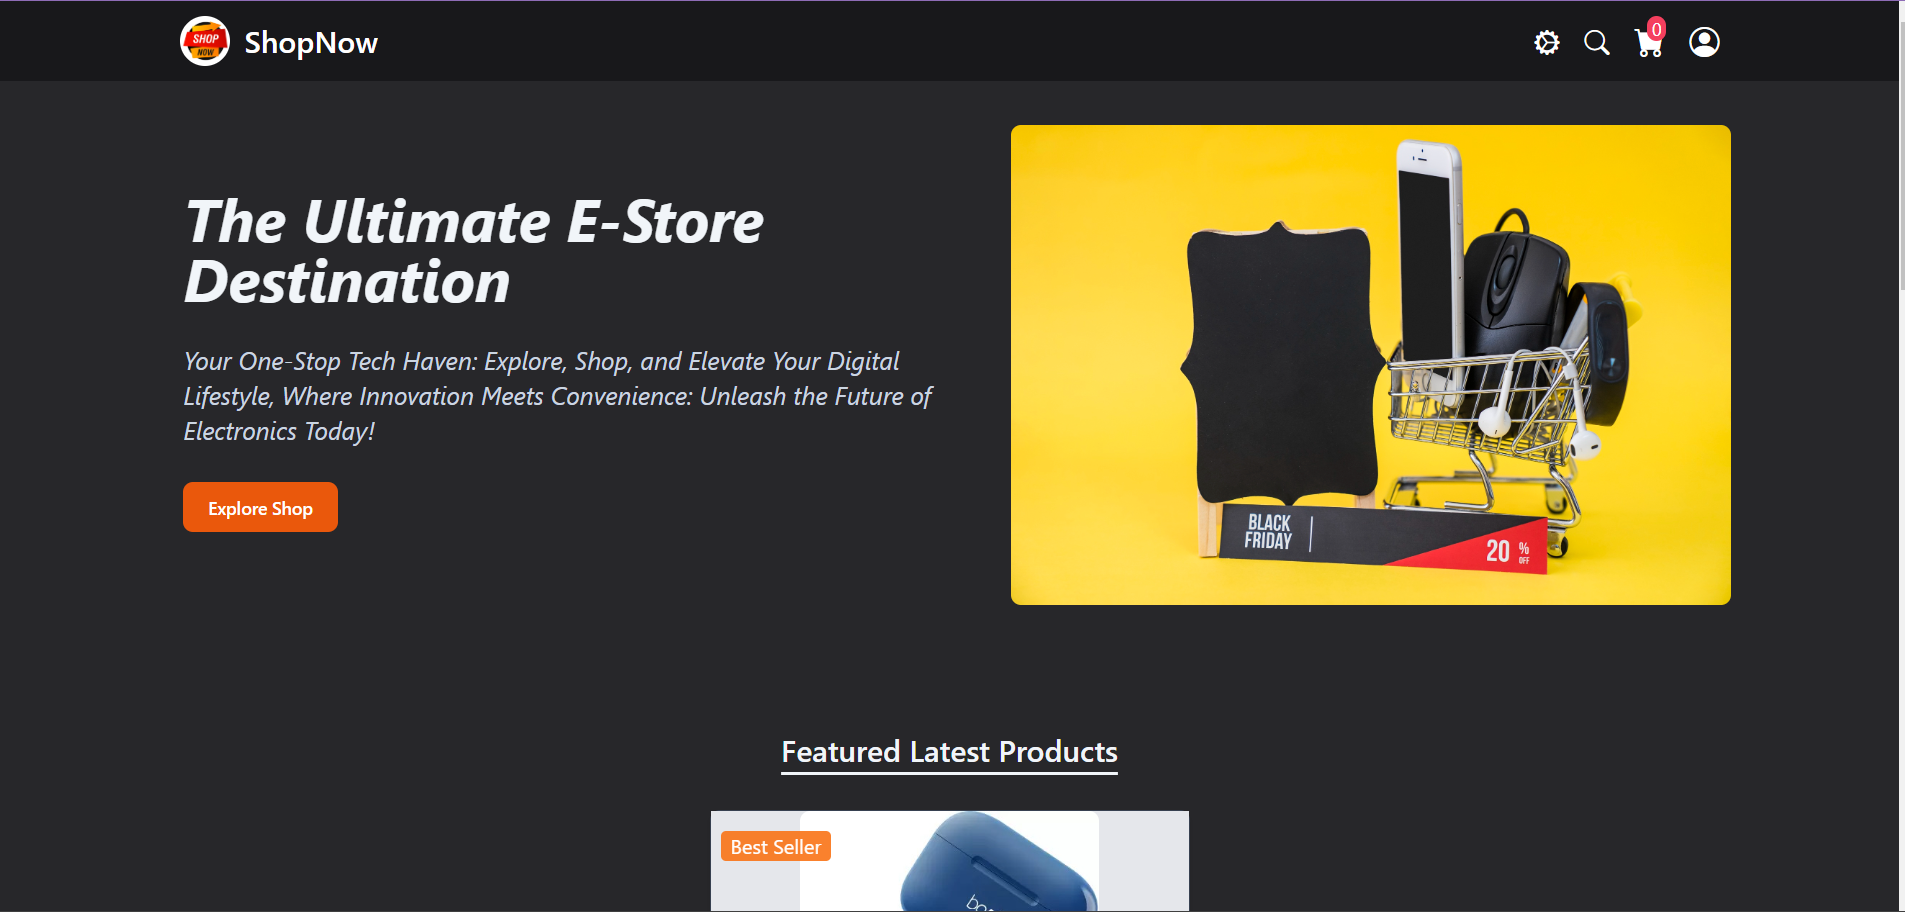 SHOP
NOW
ShopNow
0
The Ultimate E-Store
Destination
Your One-Stop Tech Haven: Explore, Shop, and Elevate Your Digital
Lifestyle, Where Innovation Meets Convenience: Unleash the Future of
Electronics Today!
Explore Shop
BLACK
FRIDAY
20 %
OFF
Featured Latest Products
Best Seller